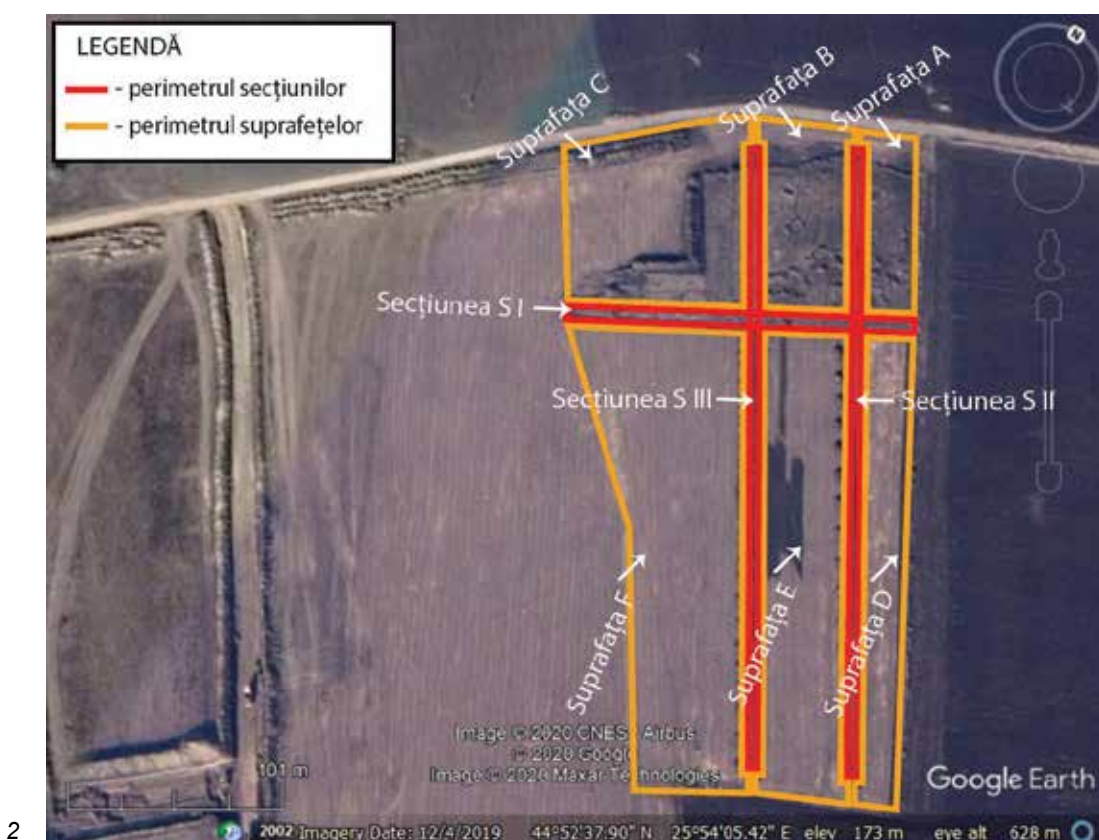 LEGENDĂ
- perimetrul secțiunilor
- perimetrul suprafețelor
Suprafața C
Suprafața B
Suprafața A
Secțiunea S I
Secțiunea S III
Secțiunea S II
Suprafața F
Suprafața E
Suprafața D
Image © 2020 CNES / Airbus
© 2020 Google
Image © 2020 Maxar Technologies
101 m
Google Earth
2002 Imagery Date: 12/4/2019 44°52'37.90" N 25°54'05.42" E elev 173 m eye alt 628 m
2
N